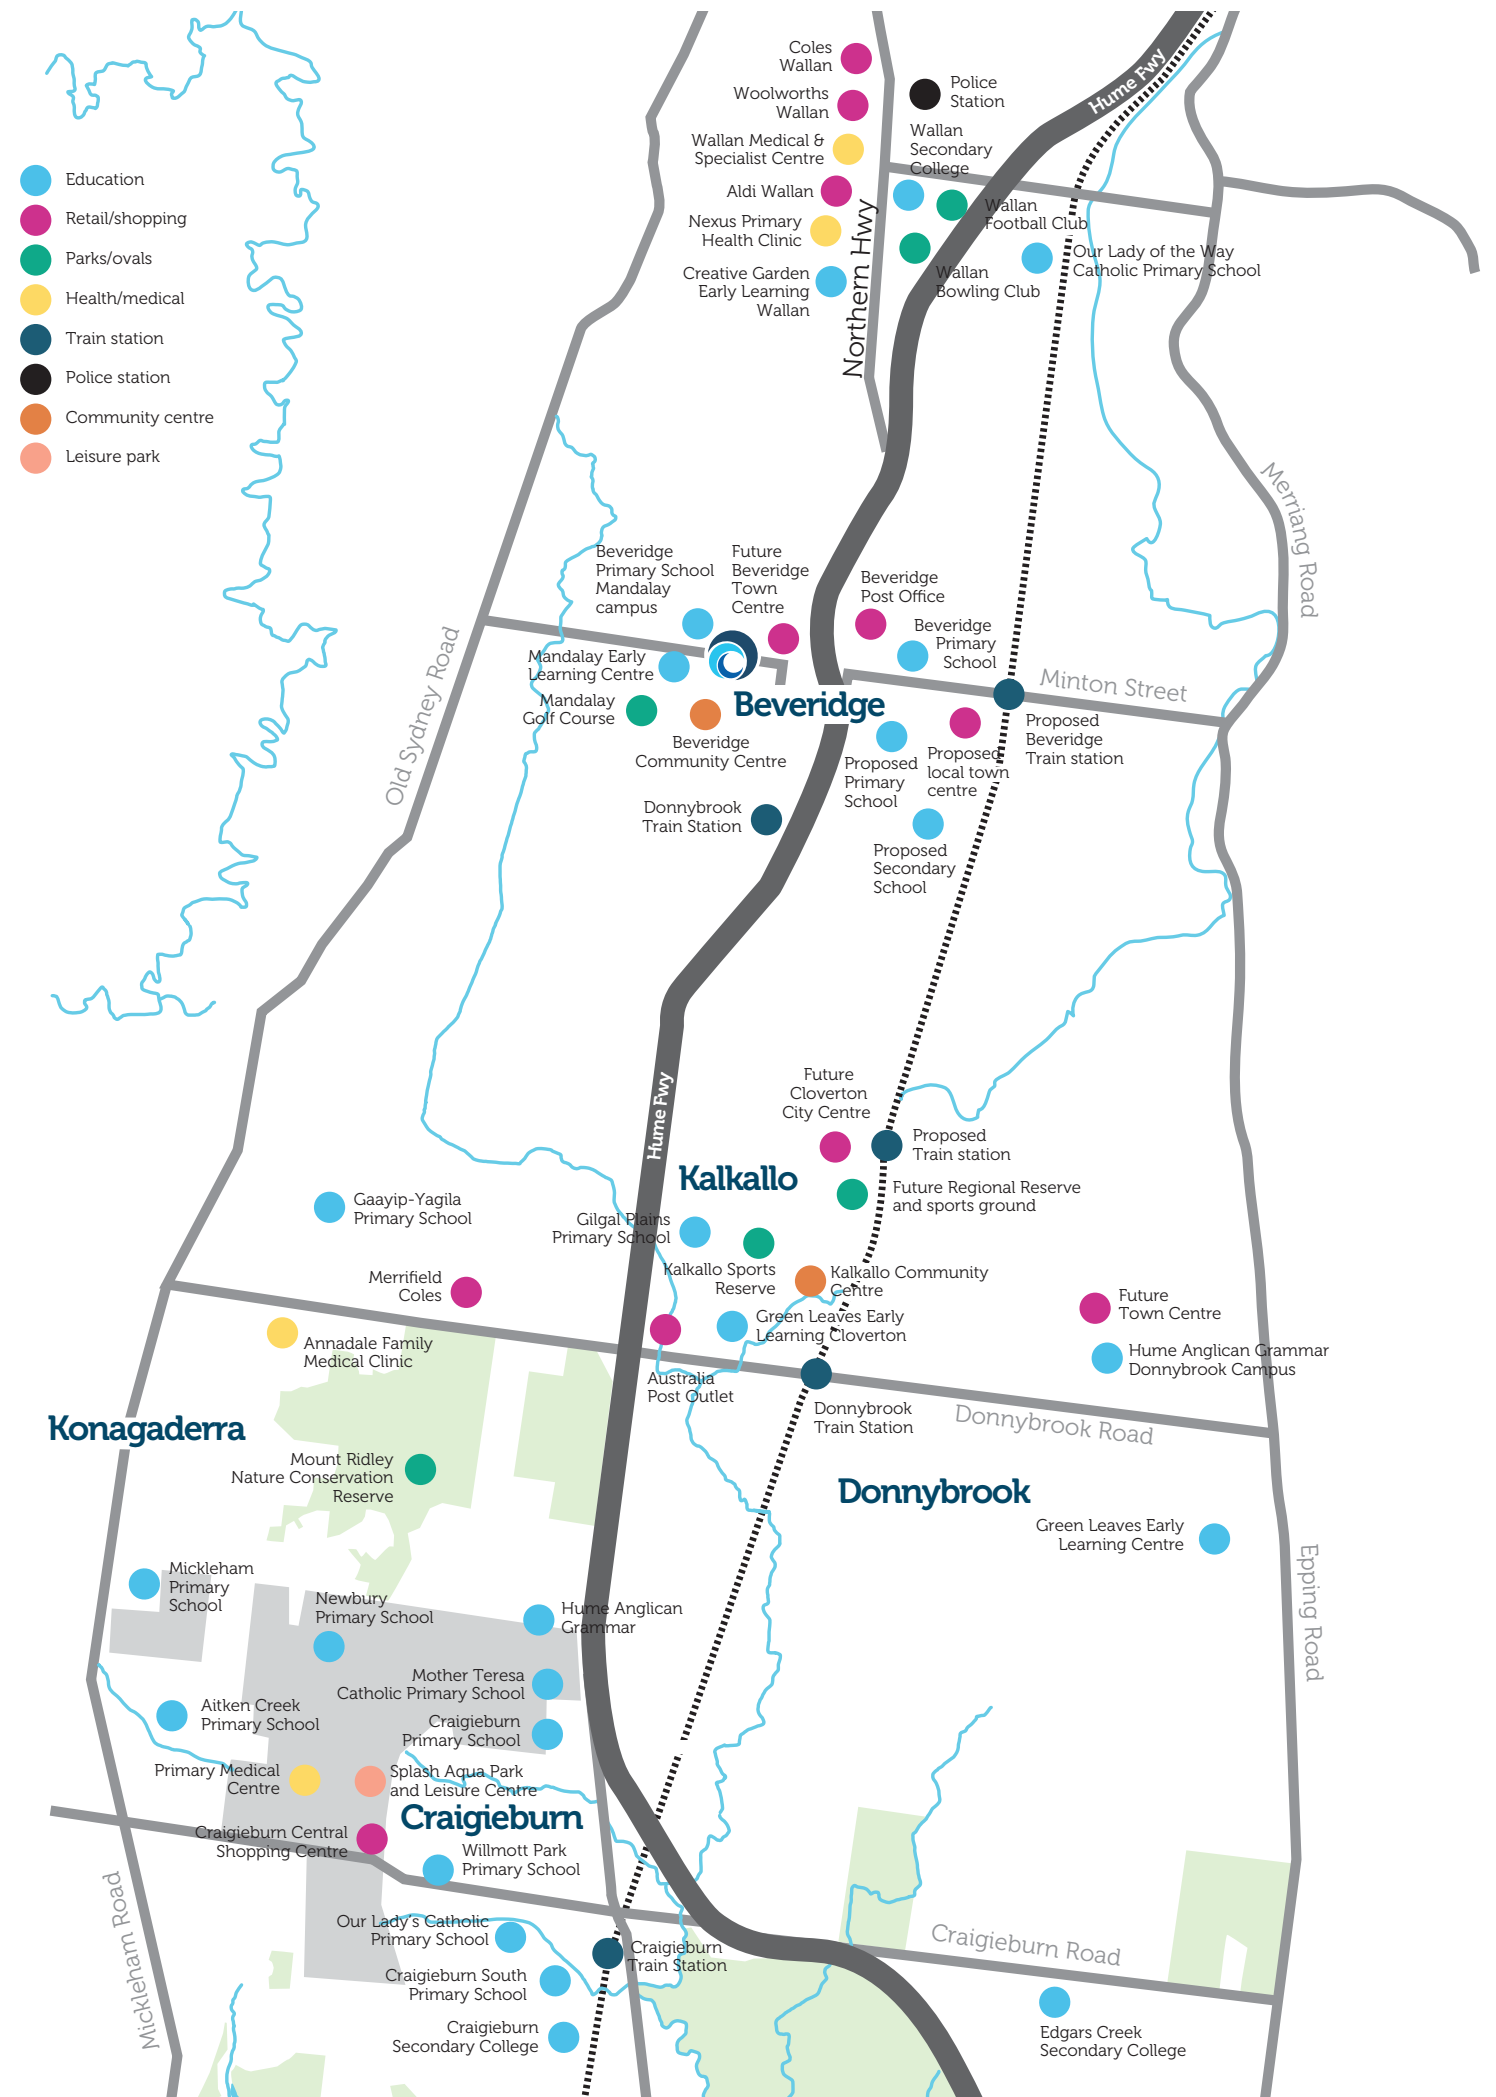 Coles
Wallan
Police
Station
Woolworths
Wallan
Hume Fwy
Wallan
Secondary
College
Wallan Medical &
Specialist Centre
Education
Aldi Wallan
Wallan
Football Club
Retail/shopping
Nexus Primary
Health Clinic
Northern Hwy
Our Lady of the Way
Catholic Primary School
Parks/ovals
Creative Garden
Early Learning
Wallan
Wallan
Bowling Club
Health/medical
Train station
Police station
Community centre
Leisure park
Merriang Road
Beveridge
Primary School
Mandalay
campus
Future
Beveridge
Town
Centre
Beveridge
Post Office
Beveridge
Primary
School
Old Sydney Road
Mandalay Early
Learning Centre
Minton Street
Mandalay
Golf Course
Beveridge
Beveridge
Community Centre
Proposed
Beveridge
Train station
Proposed
Primary
School
Proposed
local town
centre
Donnybrook
Train Station
Proposed
Secondary
School
Hume Fwy
Future
Cloverton
City Centre
Proposed
Train station
Kalkallo
Future Regional Reserve
and sports ground
Gaayip-Yagila
Primary School
Gilgal Plains
Primary School
Kalkallo Sports
Reserve
Kalkallo Community
Centre
Merrifield
Coles
Future
Town Centre
Green Leaves Early
Learning Cloverton
Annadale Family
Medical Clinic
Hume Anglican Grammar
Donnybrook Campus
Australia
Post Outlet
Donnybrook
Train Station
Donnybrook Road
Konagaderra
Mount Ridley
Nature Conservation
Reserve
Donnybrook
Green Leaves Early
Learning Centre
Epping Road
Mickleham
Primary
School
Newbury
Primary School
Hume Anglican
Grammar
Mother Teresa
Catholic Primary School
Aitken Creek
Primary School
Craigieburn
Primary School
Primary Medical
Centre
Splash Aqua Park
and Leisure Centre
Craigieburn
Craigieburn Central
Shopping Centre
Willmott Park
Primary School
Mickleham Road
Our Lady's Catholic
Primary School
Craigieburn
Train Station
Craigieburn Road
Craigieburn South
Primary School
Craigieburn
Secondary College
Edgars Creek
Secondary College